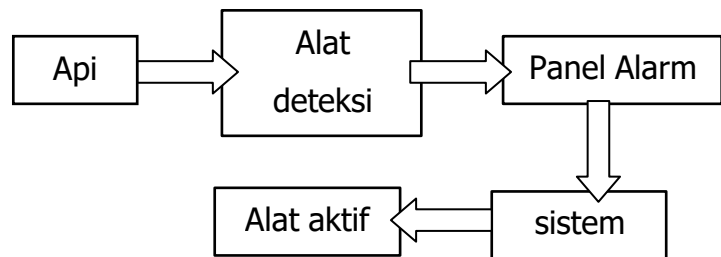 Api
Alat
deteksi
Panel Alarm
sistem
Alat aktif